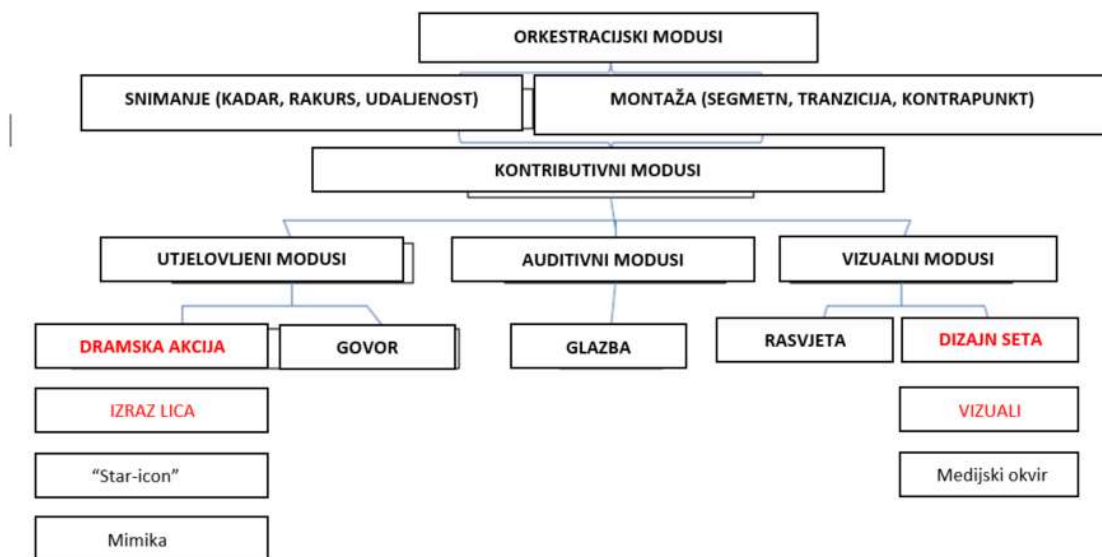 ORKESTRACIJSKI MODUSI
SNIMANJE (KADAR, RAKURS, UDALJENOST)
MONTAŽA (SEGMETN, TRANZICIJA, KONTRAPUNKT)
KONTRIBUTIVNI MODUSI
UTJELOVLJENI MODUSI
AUDITIVNI MODUSI
VIZUALNI MODUSI
DRAMSKA AKCIJA
GOVOR
GLAZBA
RASVJETA
DIZAJN SETA
IZRAZ LICA
VIZUALI
“Star-icon”
Medijski okvir
Mimika